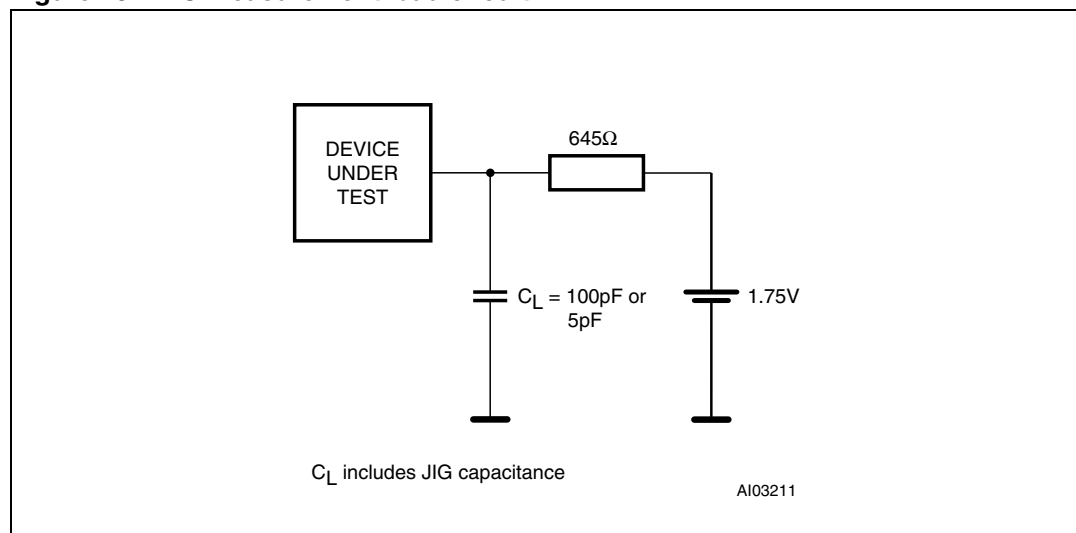 DEVICE
UNDER
TEST
645Ω
CL = 100pF or
5pF
1.75V
CL includes JIG capacitance
AI03211